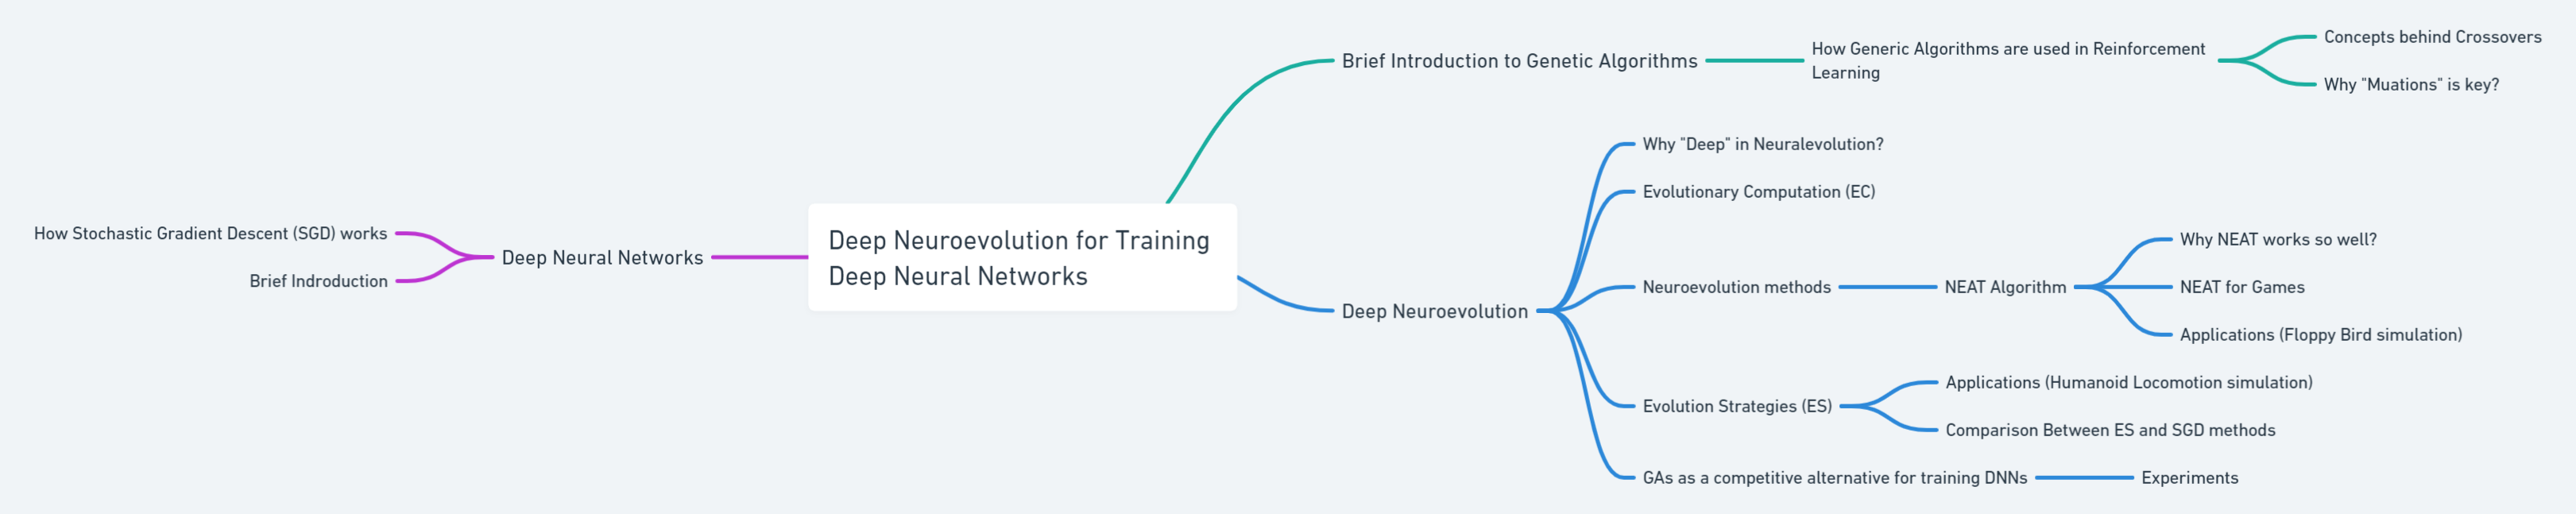 Deep Neuroevolution for Training
Deep Neural Networks
Brief Introduction to Genetic Algorithms
How Generic Algorithms are used in Reinforcement
Learning
Concepts behind Crossovers
Why "Muations" is key?
Deep Neuroevolution
Why "Deep" in Neuralevolution?
Evolutionary Computation (EC)
Neuroevolution methods
NEAT Algorithm
Why NEAT works so well?
NEAT for Games
Applications (Floppy Bird simulation)
Evolution Strategies (ES)
Applications (Humanoid Locomotion simulation)
Comparison Between ES and SGD methods
GAs as a competitive alternative for training DNNs
Experiments
Deep Neural Networks
How Stochastic Gradient Descent (SGD) works
Brief Indroduction